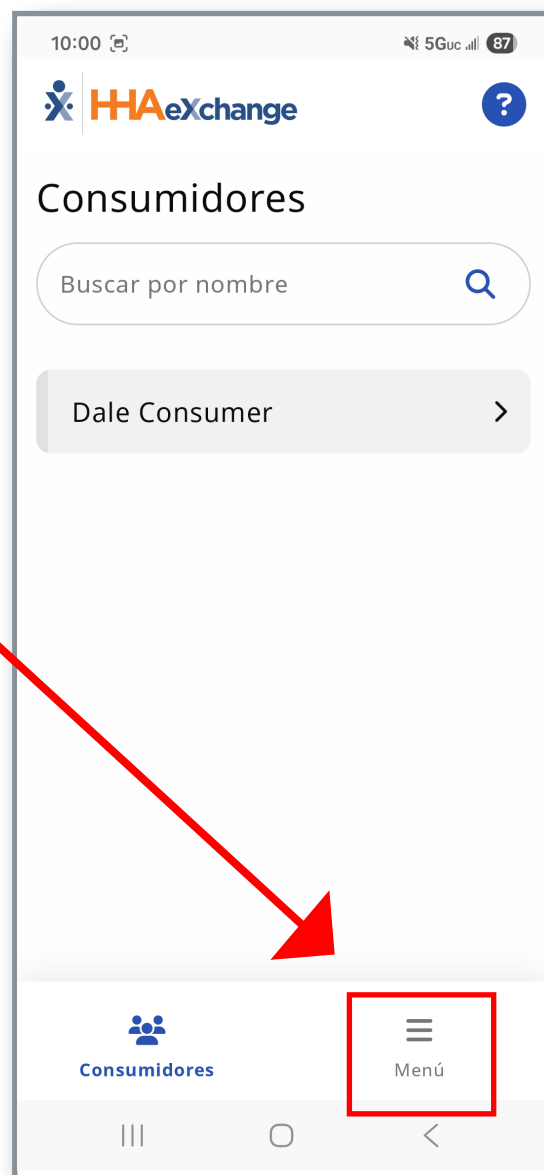 10:00 5Guc 87
HHAeXchange ?
Consumidores
Buscar por nombre
Dale Consumer
Consumidores Menú